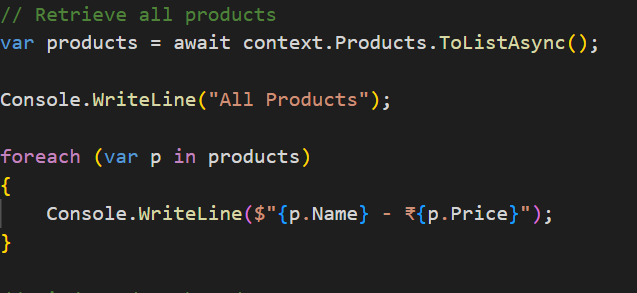 // Retrieve all products
var products = await context.Products.ToListAsync();
Console.WriteLine("All Products");
foreach (var p in products)
{
Console.WriteLine($"{p.Name} - ₹{p.Price}");
}